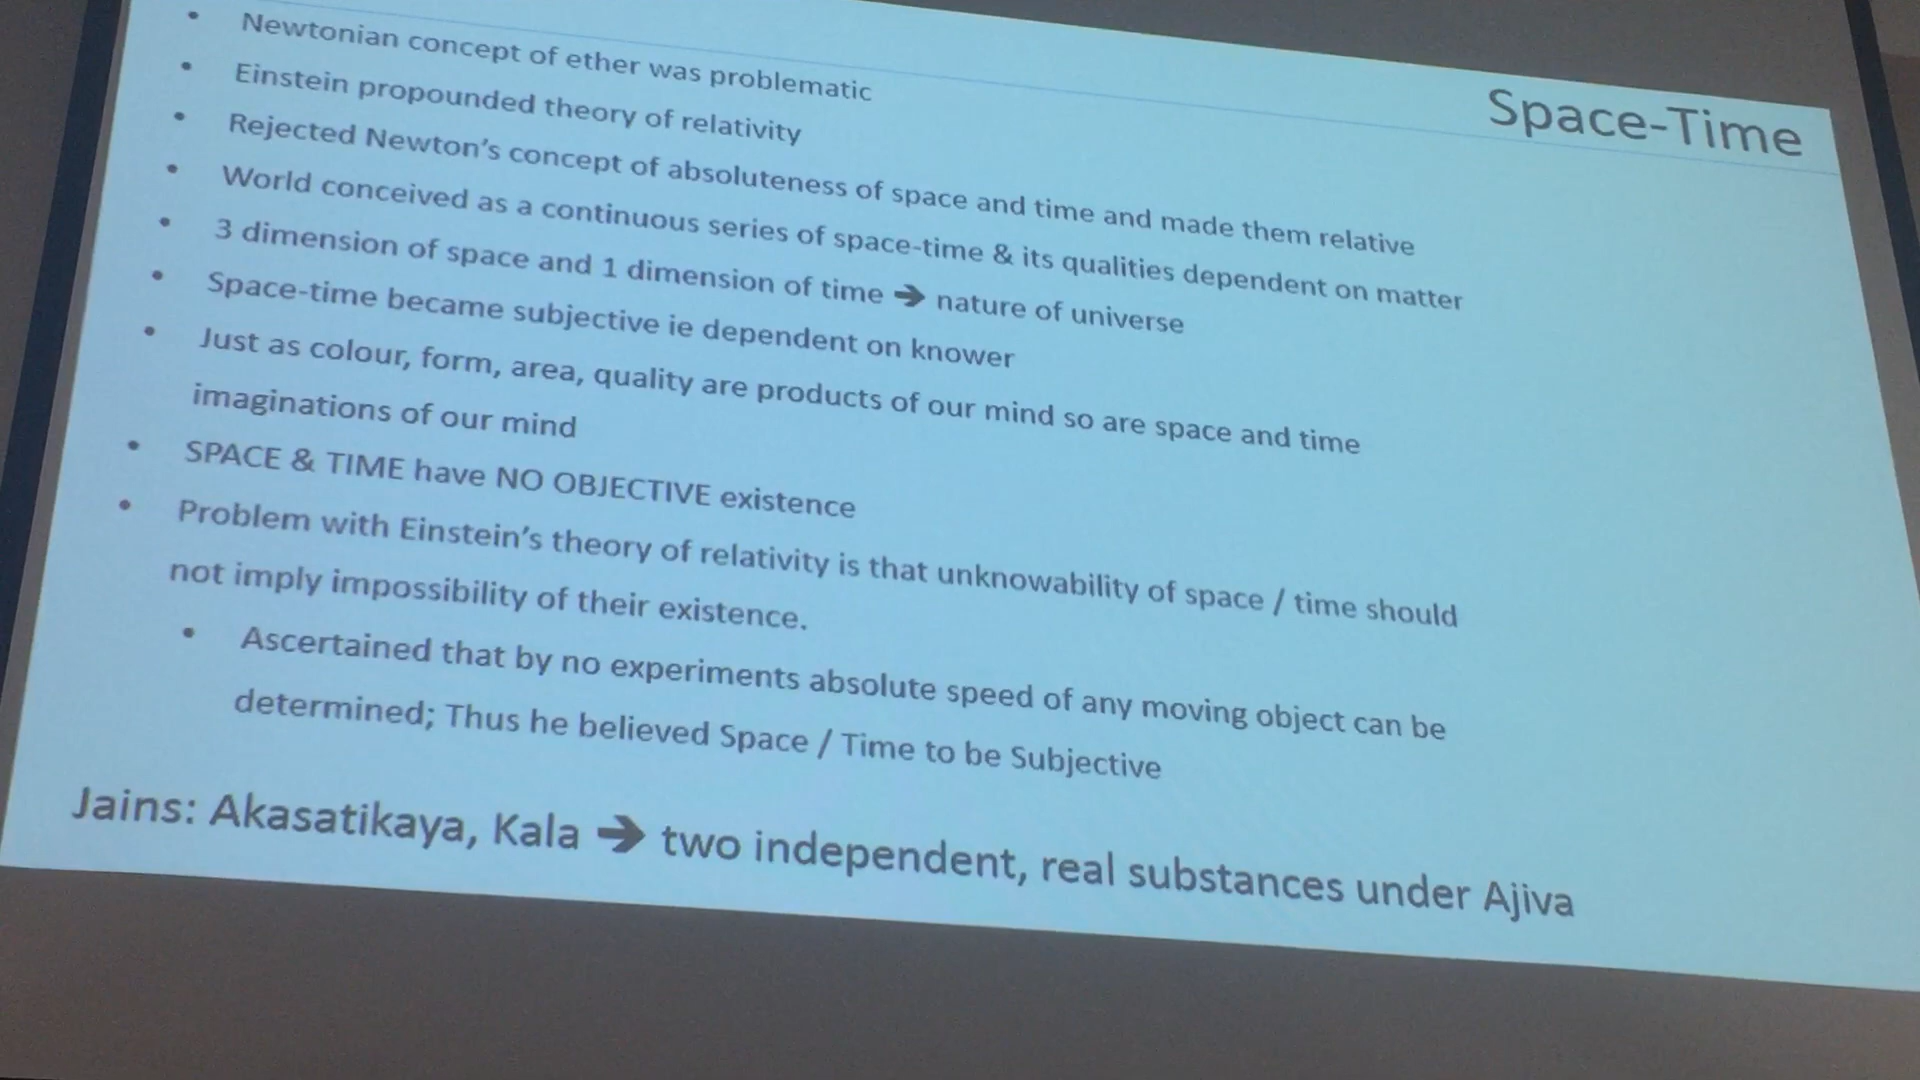 Space-Time
• Newtonian concept of ether was problematic
• Einstein propounded theory of relativity
• Rejected Newton's concept of absoluteness of space and time and made them relative
• World conceived as a continuous series of space-time & its qualities dependent on matter
• 3 dimension of space and 1 dimension of time ➔ nature of universe
• Space-time became subjective ie dependent on knower
• Just as colour, form, area, quality are products of our mind so are space and time
imaginations of our mind
• SPACE & TIME have NO OBJECTIVE existence
• Problem with Einstein's theory of relativity is that unknowability of space / time should
not imply impossibility of their existence.
• Ascertained that by no experiments absolute speed of any moving object can be
determined; Thus he believed Space / Time to be Subjective
Jains: Akasatikaya, Kala ➔ two independent, real substances under Ajiva